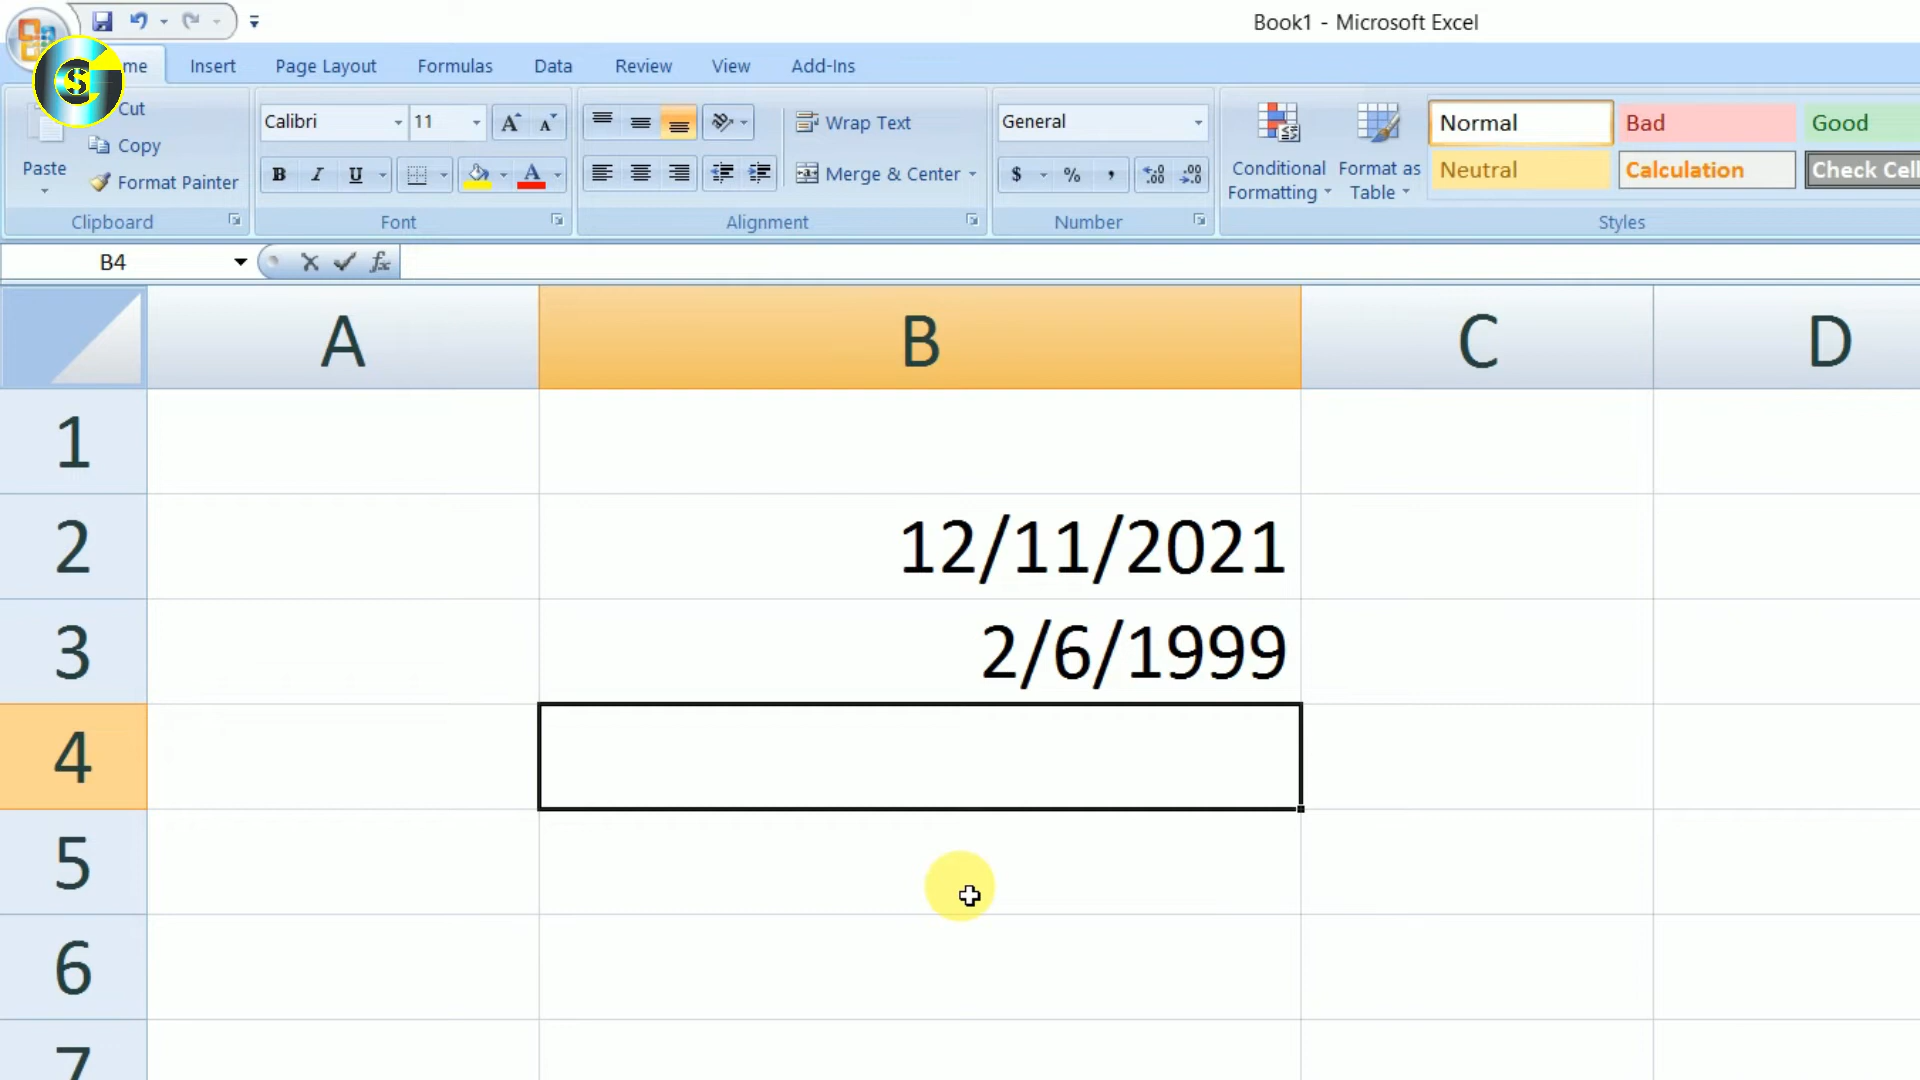 Book1 - Microsoft Excel
me Insert Page Layout Formulas Data Review View Add-Ins
Cut
Copy
Format Painter
Paste
Clipboard
Calibri 11
B I U A
Font
Wrap Text
Merge & Center
Alignment
General
$ % ,
Number
Conditional Formatting
Format as Table
Normal Bad Good
Neutral Calculation Check Cell
Styles
B4 fx
A B C D
1
2 12/11/2021
3 2/6/1999
4
5
6
7